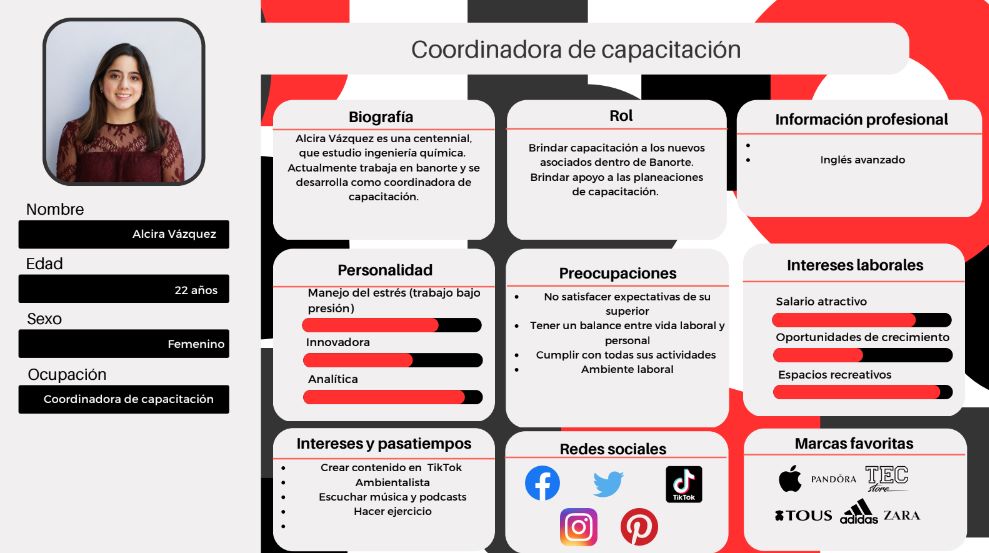 Coordinadora de capacitación
Nombre
Alcira Vázquez
Edad
22 años
Sexo
Femenino
Ocupación
Coordinadora de capacitación
Biografía
Alcira Vázquez es una centennial,
que estudio ingeniería química.
Actualmente trabaja en banorte y se
desarrolla como coordinadora de
capacitación.
Rol
Brindar capacitación a los nuevos
asociados dentro de Banorte.
Brindar apoyo a las planeaciones
de capacitación.
Información profesional
•
• Inglés avanzado
Personalidad
Manejo del estrés (trabajo bajo
presión)
Innovadora
Analítica
Preocupaciones
• No satisfacer expectativas de su
superior
• Tener un balance entre vida laboral y
personal
• Cumplir con todas sus actividades
• Ambiente laboral
Intereses laborales
Salario atractivo
Oportunidades de crecimiento
Espacios recreativos
Intereses y pasatiempos
• Crear contenido en TikTok
• Ambientalista
• Escuchar música y podcasts
• Hacer ejercicio
•
Redes sociales
TikTok
Marcas favoritas
PANDÖRA TEC
store
TOUS adidas ZARA